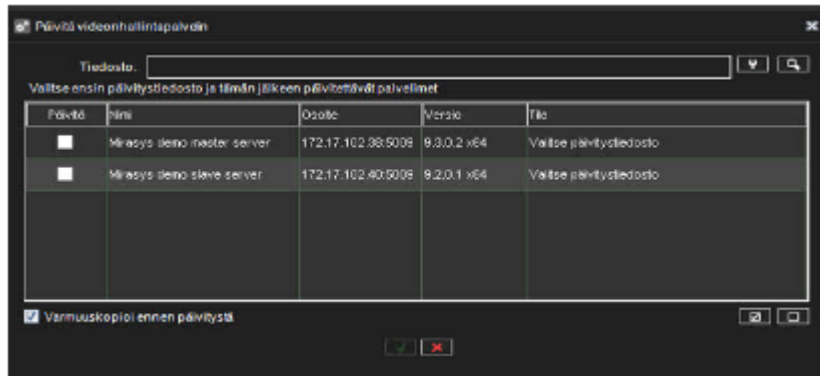 Päivitä videonhallintapalvelin
Tiedosto:
Valitse ensin päivitystiedosto ja tämän jälkeen päivitettävät palvelimet
Päivitä Nimi Osoite Versio Tila
Mirasys demo master server 172.17.102.38:5009 9.3.0.2 x64 Valitse päivitystiedosto
Mirasys demo slave server 172.17.102.40:5009 9.2.0.1 x64 Valitse päivitystiedosto
Varmuuskopioi ennen päivitystä